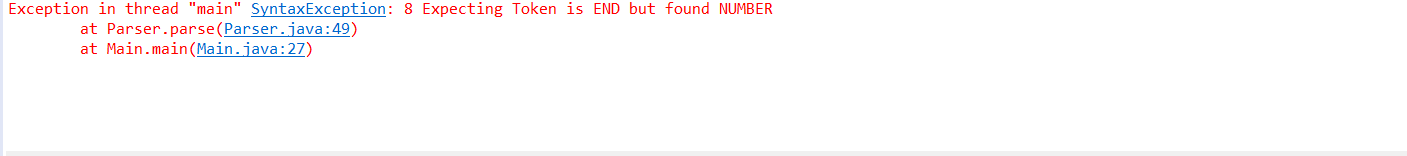 Exception in thread "main" SyntaxException: 8 Expecting Token is END but found NUMBER
at Parser.parse(Parser.java:49)
at Main.main(Main.java:27)